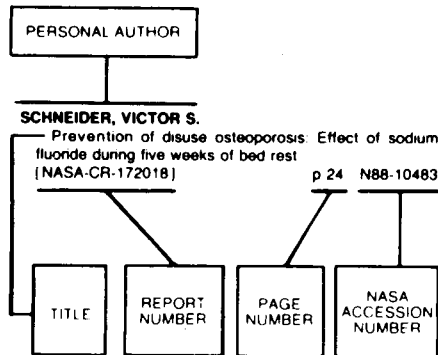 PERSONAL AUTHOR
SCHNEIDER, VICTOR S.
Prevention of disuse osteoporosis: Effect of sodium
fluoride during five weeks of bed rest
[NASA-CR-172018] p 24 N88-10483
TITLE
REPORT
NUMBER
PAGE
NUMBER
NASA
ACCESSION
NUMBER